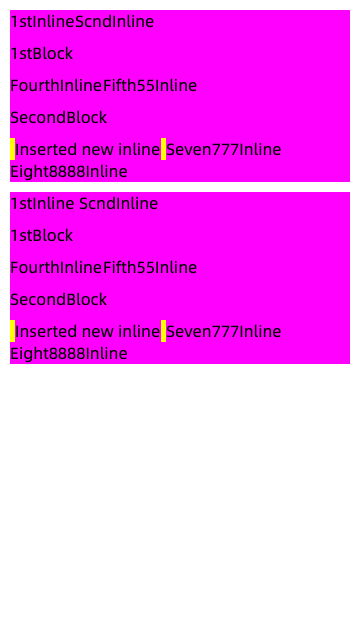 1stInlineScndInline
1stBlock
FourthInlineFifth55Inline
SecondBlock
Inserted new inline Seven777Inline
Eight8888Inline
1stInline ScndInline
1stBlock
FourthInlineFifth55Inline
SecondBlock
Inserted new inline Seven777Inline
Eight8888Inline